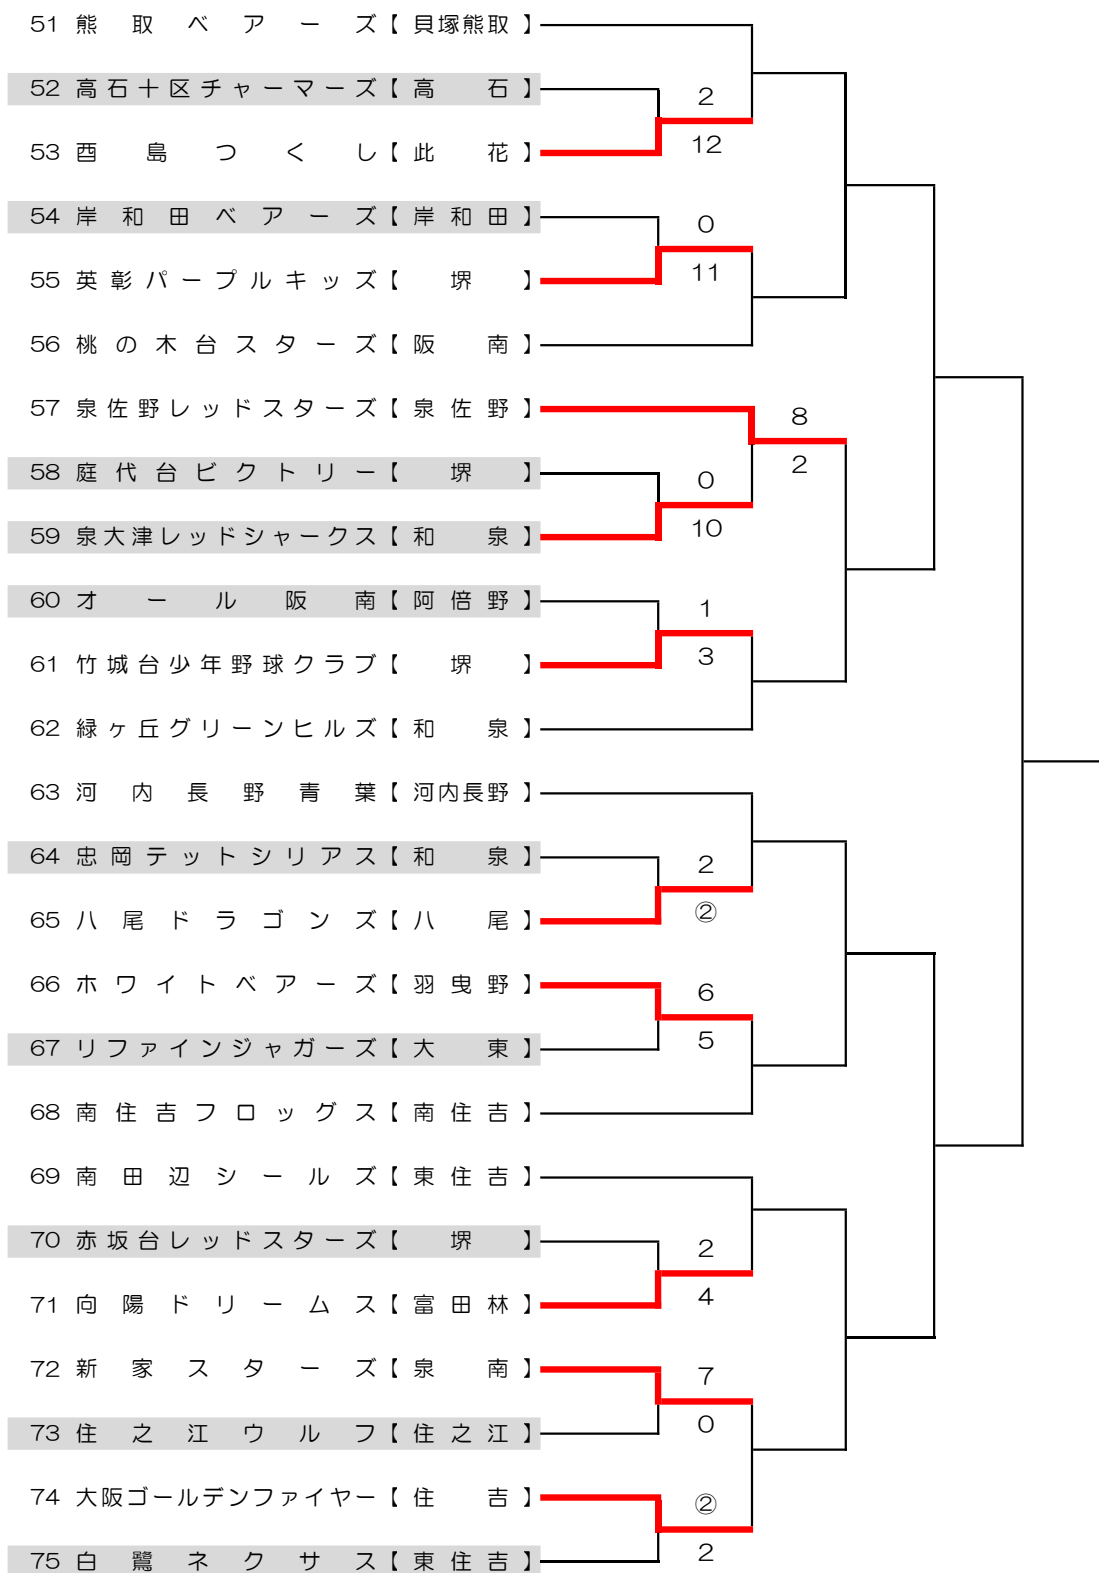 51 熊取ベアーズ【貝塚熊取】
52 高石十区チャーマーズ【高石】
2
53 酉島つくし【此花】
12
54 岸和田ベアーズ【岸和田】
0
55 英彰パープルキッズ【堺】
11
56 桃の木台スターズ【阪南】
57 泉佐野レッドスターズ【泉佐野】
8
58 庭代台ビクトリー【堺】
2
0
59 泉大津レッドシャークス【和泉】
10
60 オール阪南【阿倍野】
1
61 竹城台少年野球クラブ【堺】
3
62 緑ヶ丘グリーンヒルズ【和泉】
63 河内長野青葉【河内長野】
64 忠岡テットシリアス【和泉】
2
65 八尾ドラゴンズ【八尾】
②
66 ホワイトベアーズ【羽曳野】
6
67 リファインジャガーズ【大東】
5
68 南住吉フロッグス【南住吉】
69 南田辺シールズ【東住吉】
70 赤坂台レッドスターズ【堺】
2
71 向陽ドリームス【富田林】
4
72 新家スターズ【泉南】
7
73 住之江ウルフ【住之江】
0
74 大阪ゴールデンファイヤー【住吉】
②
75 白鷺ネクサス【東住吉】
2